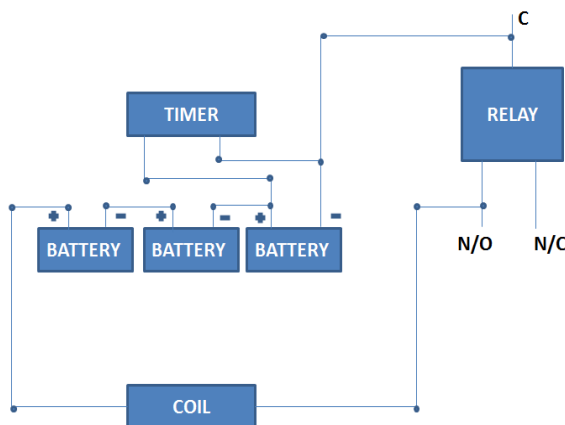 C
TIMER
RELAY
+ - + - + -
BATTERY BATTERY BATTERY
N/O N/C
COIL